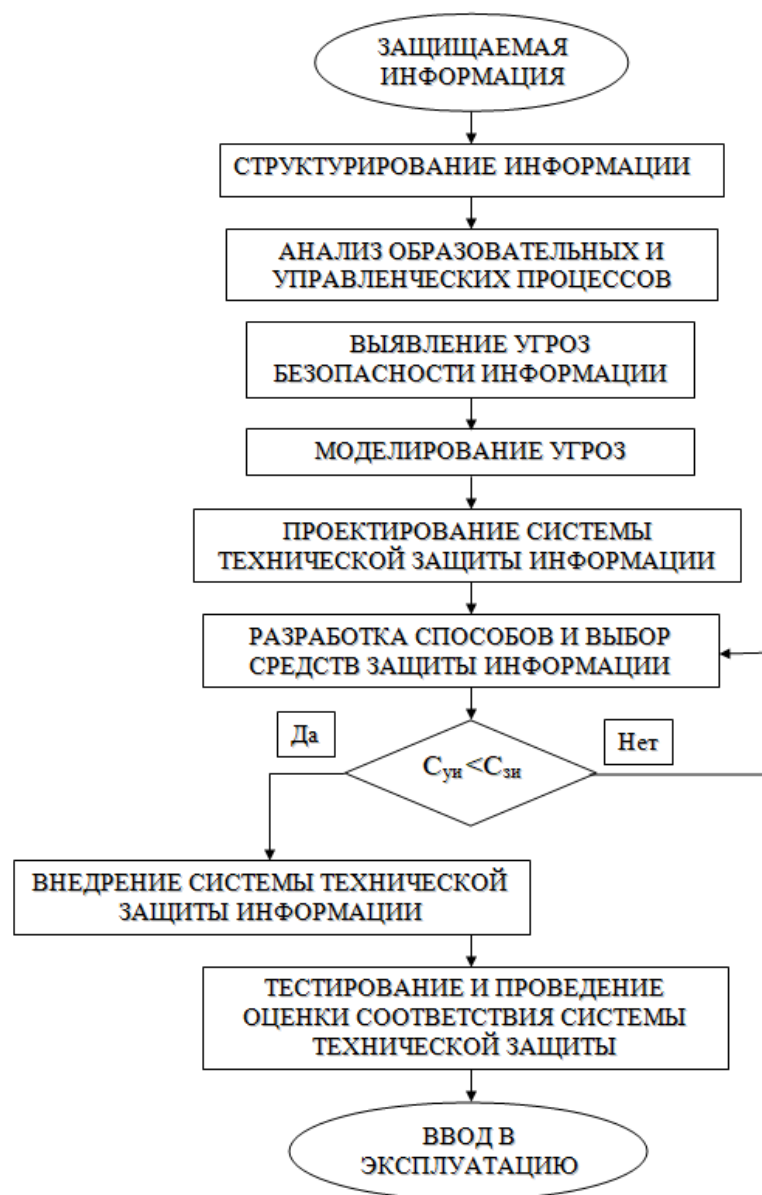 ЗАЩИЩАЕМАЯ
ИНФОРМАЦИЯ
СТРУКТУРИРОВАНИЕ ИНФОРМАЦИИ
АНАЛИЗ ОБРАЗОВАТЕЛЬНЫХ И
УПРАВЛЕНЧЕСКИХ ПРОЦЕССОВ
ВЫЯВЛЕНИЕ УГРОЗ
БЕЗОПАСНОСТИ ИНФОРМАЦИИ
МОДЕЛИРОВАНИЕ УГРОЗ
ПРОЕКТИРОВАНИЕ СИСТЕМЫ
ТЕХНИЧЕСКОЙ ЗАЩИТЫ ИНФОРМАЦИИ
РАЗРАБОТКА СПОСОБОВ И ВЫБОР
СРЕДСТВ ЗАЩИТЫ ИНФОРМАЦИИ
Да
Суи <Сзи
Нет
ВНЕДРЕНИЕ СИСТЕМЫ ТЕХНИЧЕСКОЙ
ЗАЩИТЫ ИНФОРМАЦИИ
ТЕСТИРОВАНИЕ И ПРОВЕДЕНИЕ
ОЦЕНКИ СООТВЕТСТВИЯ СИСТЕМЫ
ТЕХНИЧЕСКОЙ ЗАЩИТЫ
ВВОД В
ЭКСПЛУАТАЦИЮ